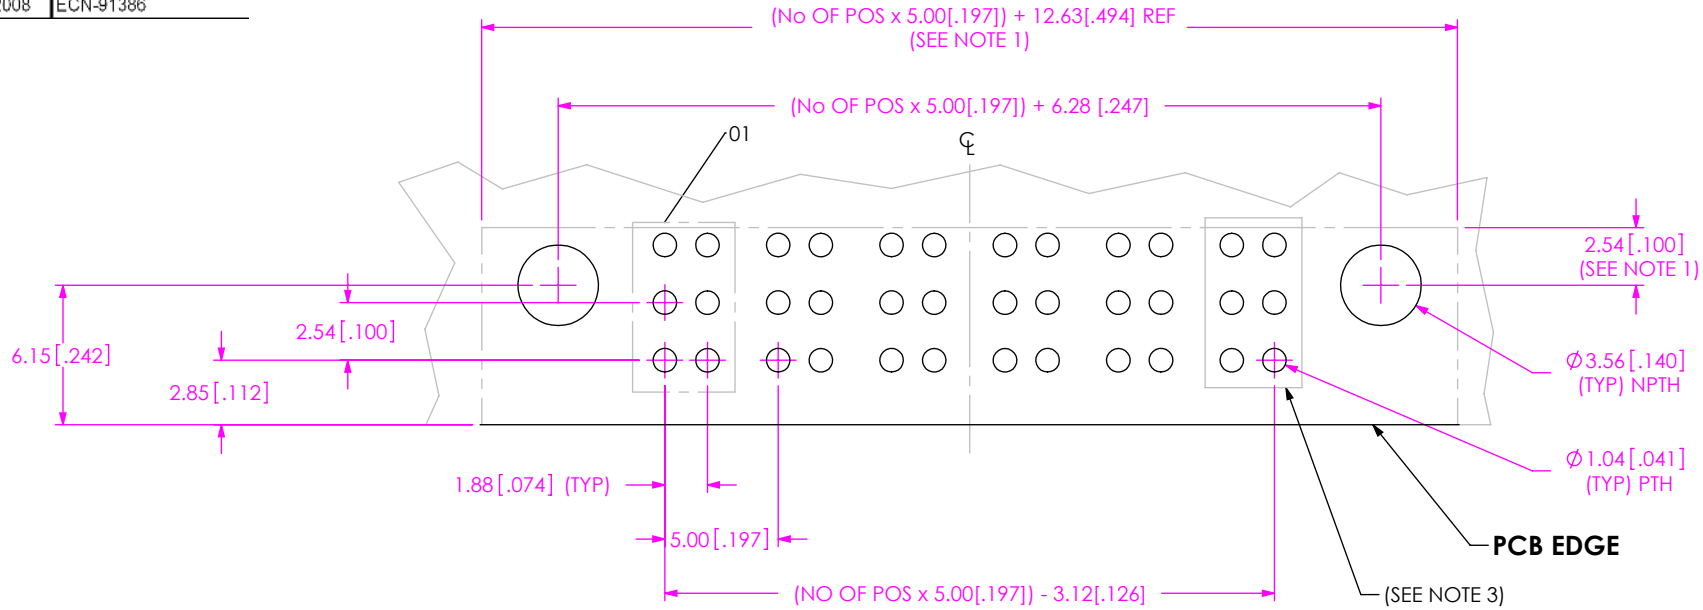 2008 ECN-91386
(No OF POS x 5.00[.197]) + 12.63[.494] REF
(SEE NOTE 1)
(No OF POS x 5.00[.197]) + 6.28 [.247]
01
℄
2.54[.100]
(SEE NOTE 1)
2.54[.100]
6.15[.242]
2.85[.112]
Ø3.56[.140]
(TYP) NPTH
Ø1.04[.041]
(TYP) PTH
1.88[.074] (TYP)
5.00[.197]
PCB EDGE
(NO OF POS x 5.00[.197]) - 3.12[.126]
(SEE NOTE 3)